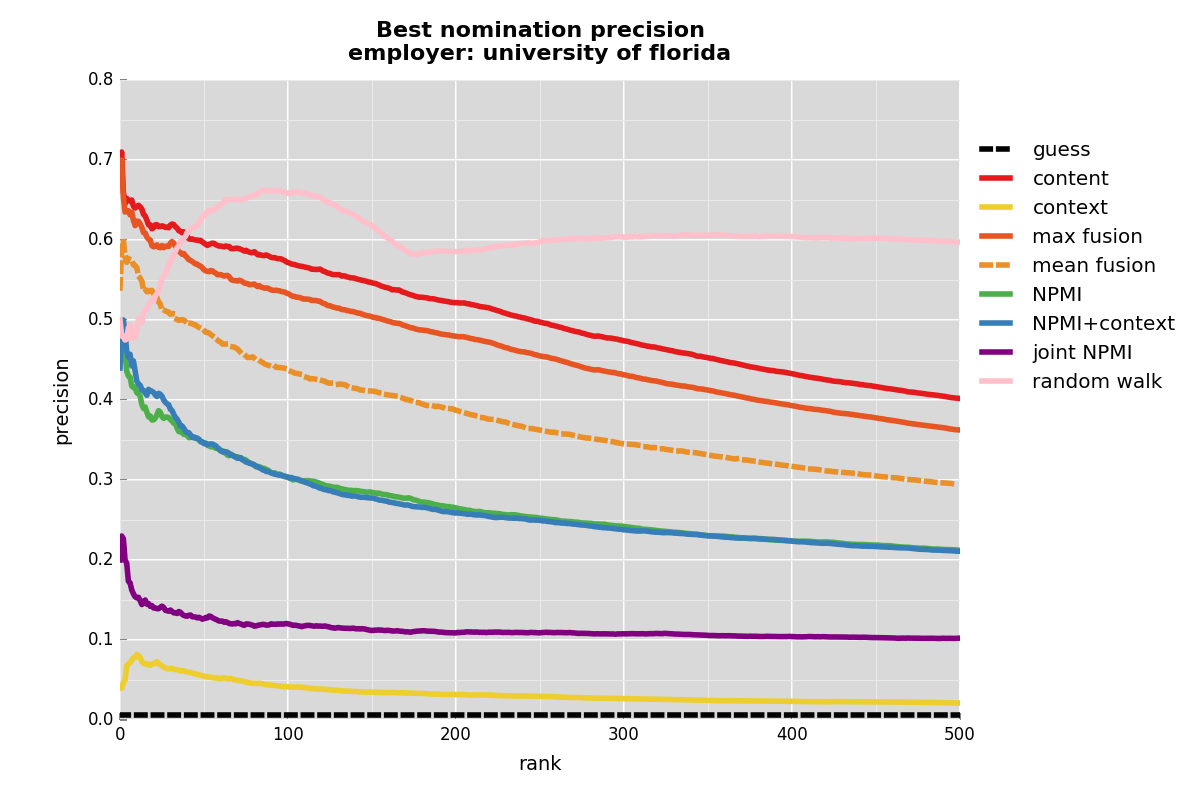 Best nomination precision
employer: university of florida
precision
0.8
0.7
0.6
0.5
0.4
0.3
0.2
0.1
0.0
0
100
200
300
400
500
rank
guess
content
context
max fusion
mean fusion
NPMI
NPMI+context
joint NPMI
random walk